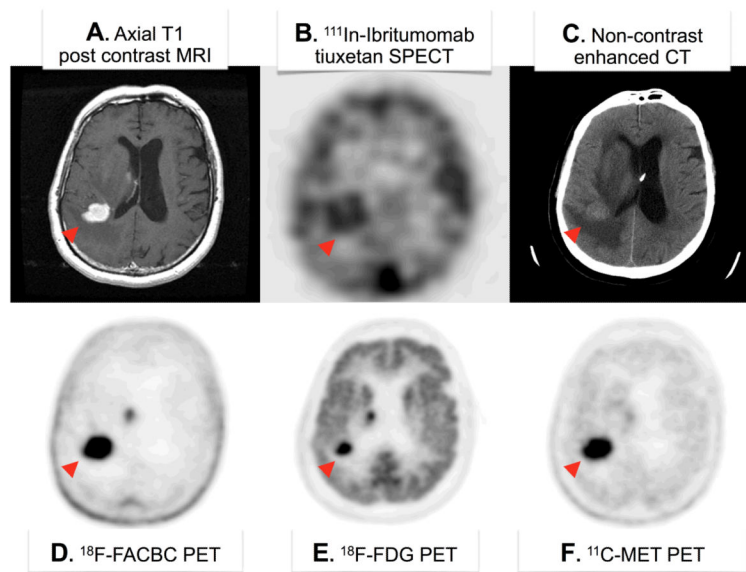 A. Axial T1
post contrast MRI
B. ¹¹¹In-Ibritumomab
tiuxetan SPECT
C. Non-contrast
enhanced CT
D. ¹⁸F-FACBC PET
E. ¹⁸F-FDG PET
F. ¹¹C-MET PET